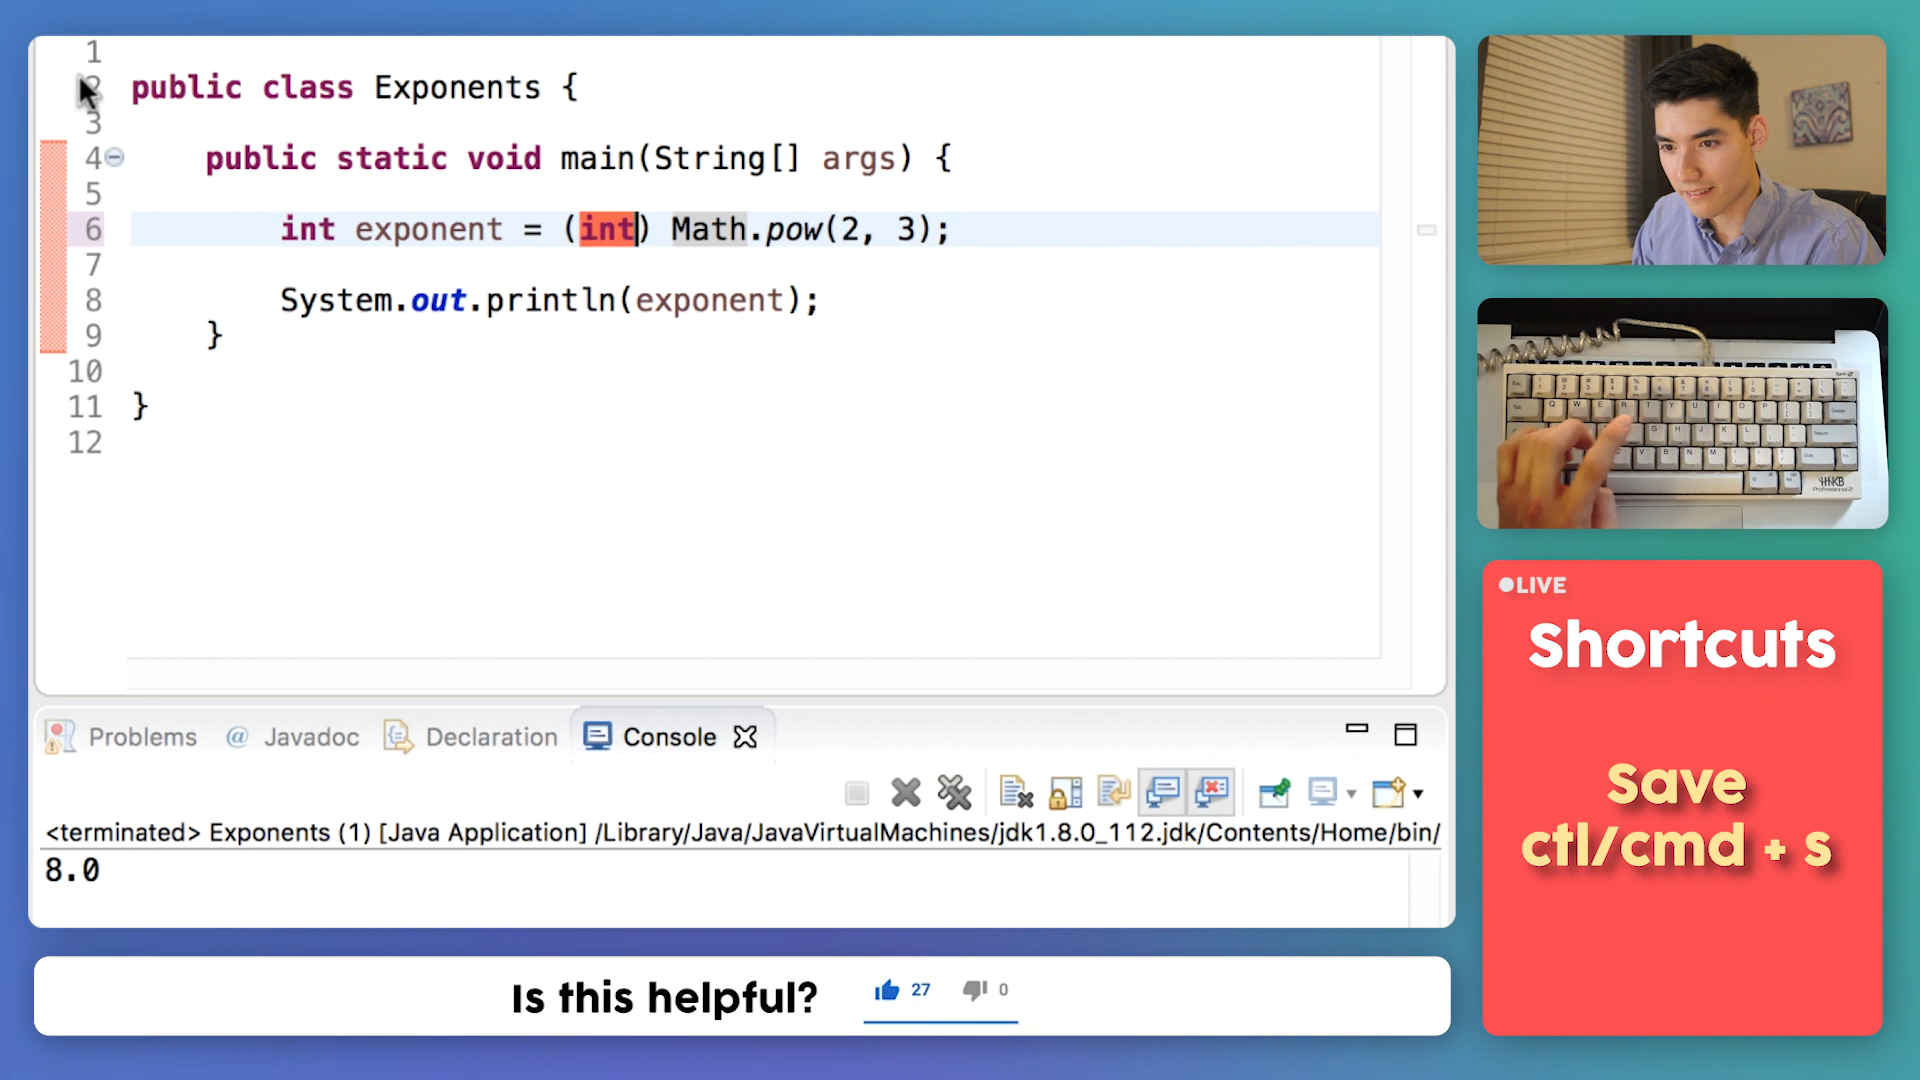 1
2 public class Exponents {
3
4 public static void main(String[] args) {
5
6 int exponent = (int) Math.pow(2, 3);
7
8 System.out.println(exponent);
9 }
10
11 }
12
Problems @ Javadoc Declaration Console
<terminated> Exponents (1) [Java Application] /Library/Java/JavaVirtualMachines/jdk1.8.0_112.jdk/Contents/Home/bin/
8.0
Is this helpful? 27 0
HHKB
Professional2
LIVE
Shortcuts
Save
ctl/cmd + s